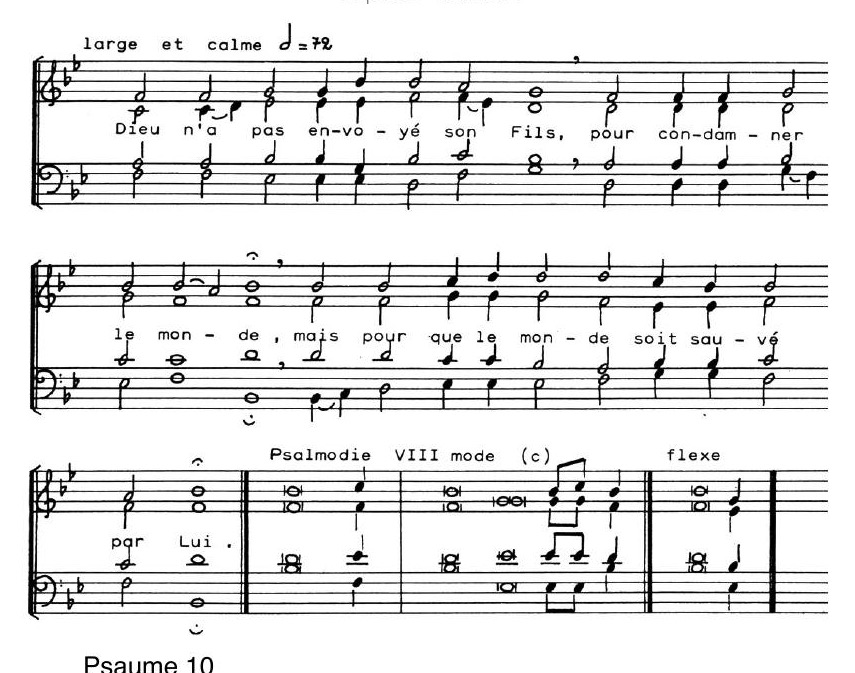 large et calme 𝅗𝅥 = 72
Dieu n'a pas en-vo - yé son Fils, pour con-dam - ner
le mon - de , mais pour que le mon - de soit sau - vé
Psalmodie VIII mode (c) flexe
par Lui .
Psaume 10